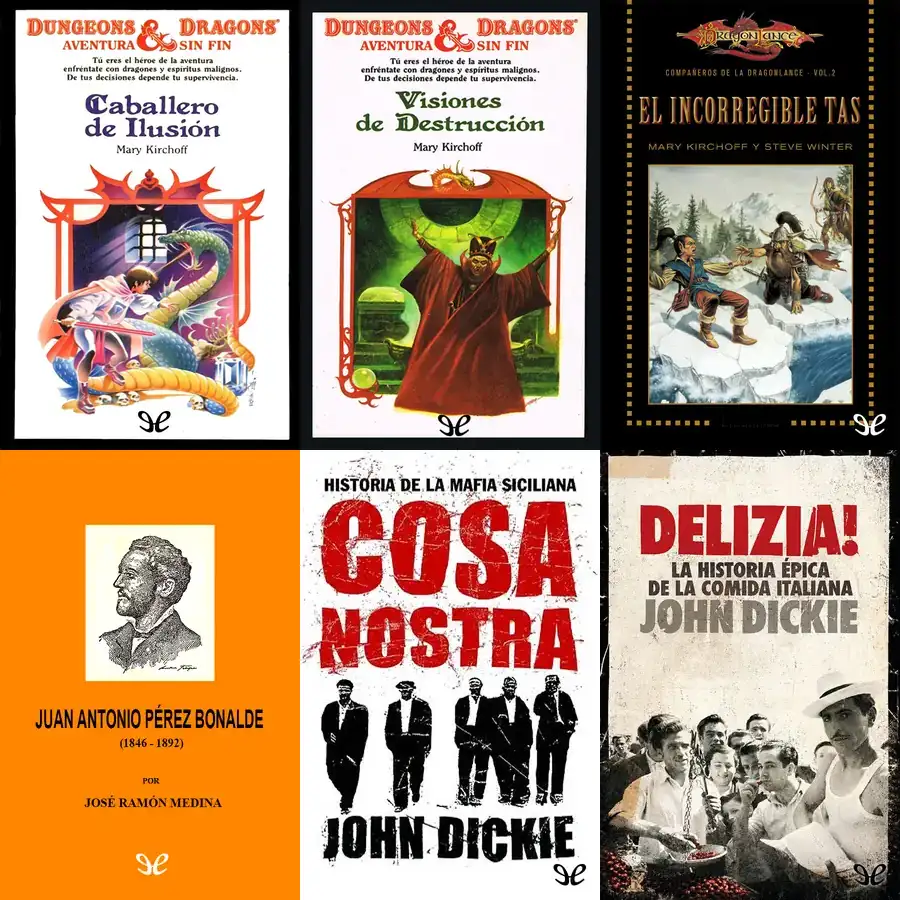 DUNGEONS & DRAGONS®
AVENTURA SIN FIN
Tú eres el héroe de la aventura
enfréntate con dragones y espíritus malignos.
De tus decisiones depende tu supervivencia.
Caballero
de Ilusión
Mary Kirchoff
DUNGEONS & DRAGONS®
AVENTURA SIN FIN
Tú eres el héroe de la aventura
enfréntate con dragones y espíritus malignos.
De tus decisiones depende tu supervivencia.
Visiones
de Destrucción
Mary Kirchoff
DRAGONLANCE
COMPAÑEROS DE LA DRAGONLANCE · VOL.2
EL INCORREGIBLE TAS
MARY KIRCHOFF Y STEVE WINTER
JUAN ANTONIO PÉREZ BONALDE
(1846 - 1892)
POR
JOSÉ RAMÓN MEDINA
HISTORIA DE LA MAFIA SICILIANA
COSA
NOSTRA
JOHN DICKIE
DELIZIA!
LA HISTORIA ÉPICA
DE LA COMIDA ITALIANA
JOHN DICKIE